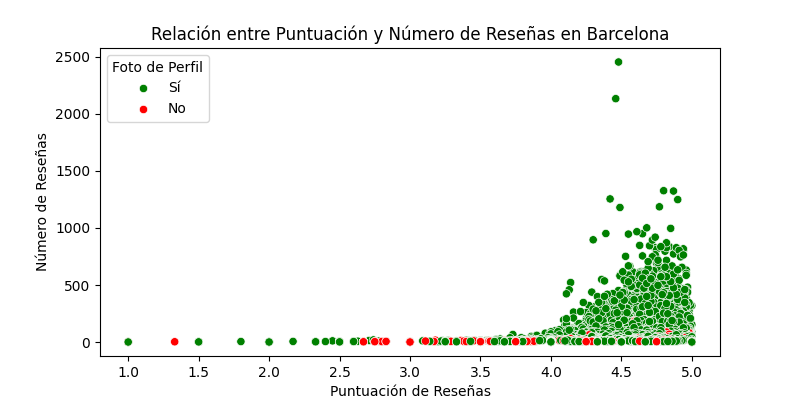 Relación entre Puntuación y Número de Reseñas en Barcelona
Número de Reseñas
2500
2000
1500
1000
500
0
Foto de Perfil
Sí
No
1.0 1.5 2.0 2.5 3.0 3.5 4.0 4.5 5.0
Puntuación de Reseñas